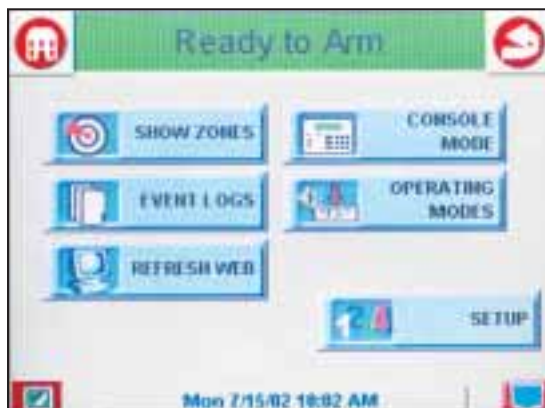 Ready to Arm
SHOW ZONES
CONSOLE
MODE
EVENT LOGS
OPERATING
MODES
REFRESH WEB
SETUP
Mon 7/15/02 10:02 AM